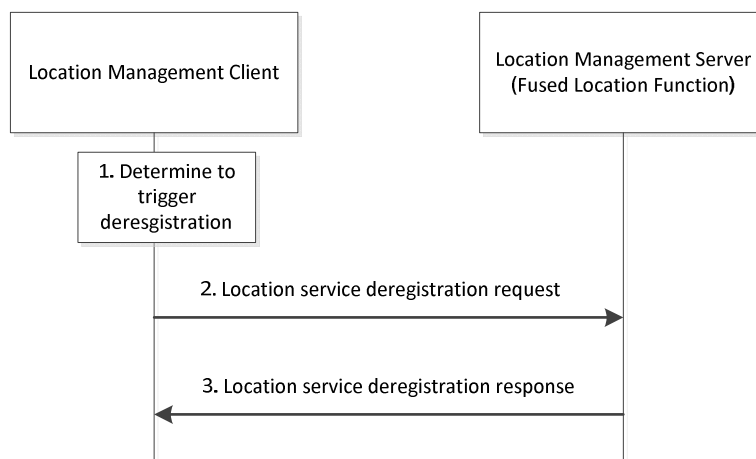 Location Management Client
Location Management Server
(Fused Location Function)
1. Determine to
trigger
deresgistration
2. Location service deregistration request
3. Location service deregistration response